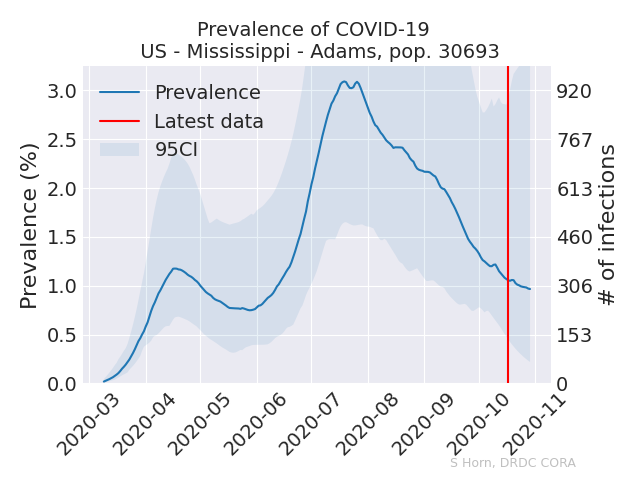 Prevalence of COVID-19
US - Mississippi - Adams, pop. 30693
Prevalence
Latest data
95CI
Prevalence (%)
3.0
2.5
2.0
1.5
1.0
0.5
0.0
920
767
613
460
306
153
0
# of infections
2020-03
2020-04
2020-05
2020-06
2020-07
2020-08
2020-09
2020-10
2020-11
S Horn, DRDC CORA